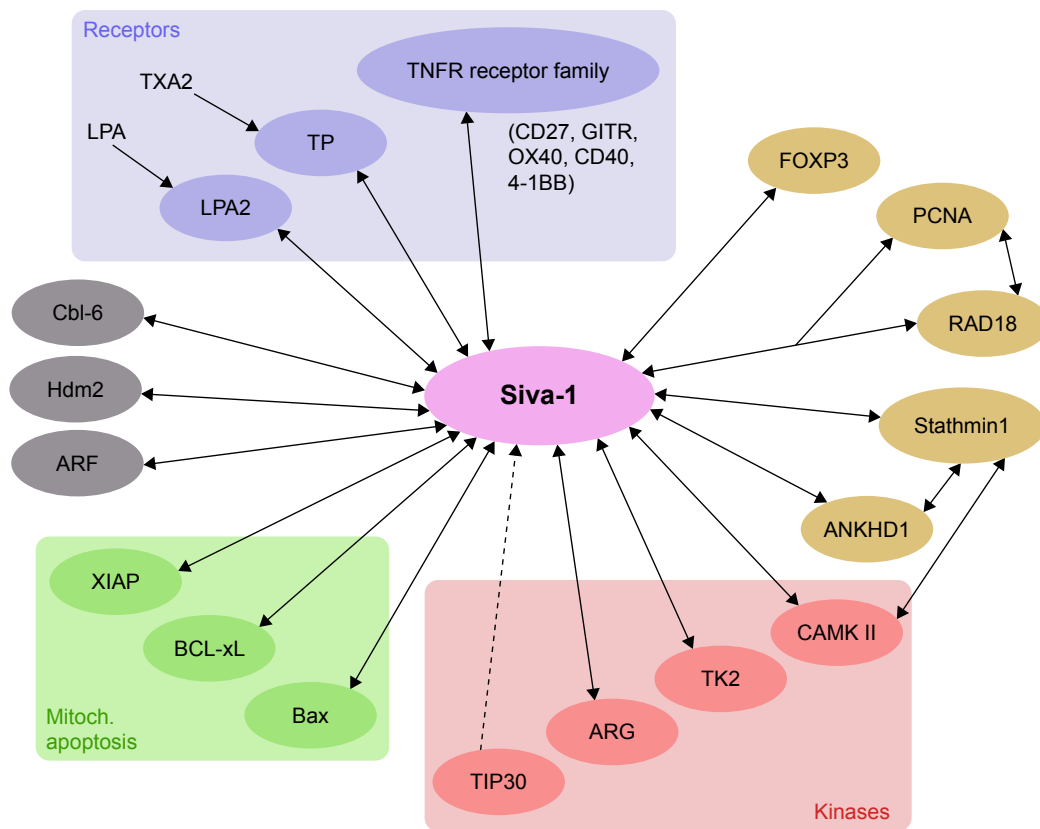 Receptors
TNFR receptor family
TXA2
LPA
TP
(CD27, GITR,
OX40, CD40,
4-1BB)
LPA2
FOXP3
PCNA
RAD18
Cbl-6
Hdm2
ARF
Siva-1
Stathmin1
ANKHD1
XIAP
BCL-xL
Bax
Mitoch.
apoptosis
CAMK II
TK2
ARG
TIP30
Kinases